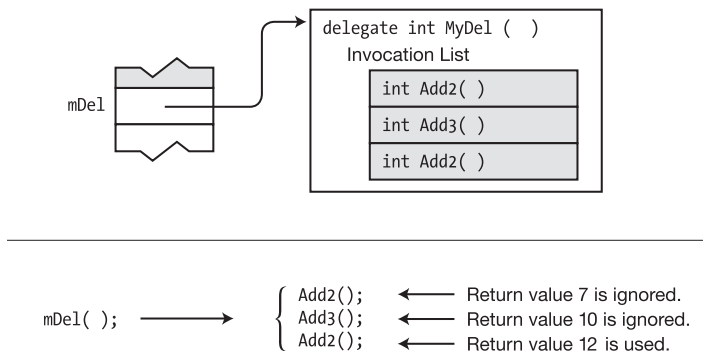 delegate int MyDel ( )
Invocation List
mDel
int Add2( )
int Add3( )
int Add2( )
mDel( );
Add2();
Return value 7 is ignored.
Add3();
Return value 10 is ignored.
Add2();
Return value 12 is used.